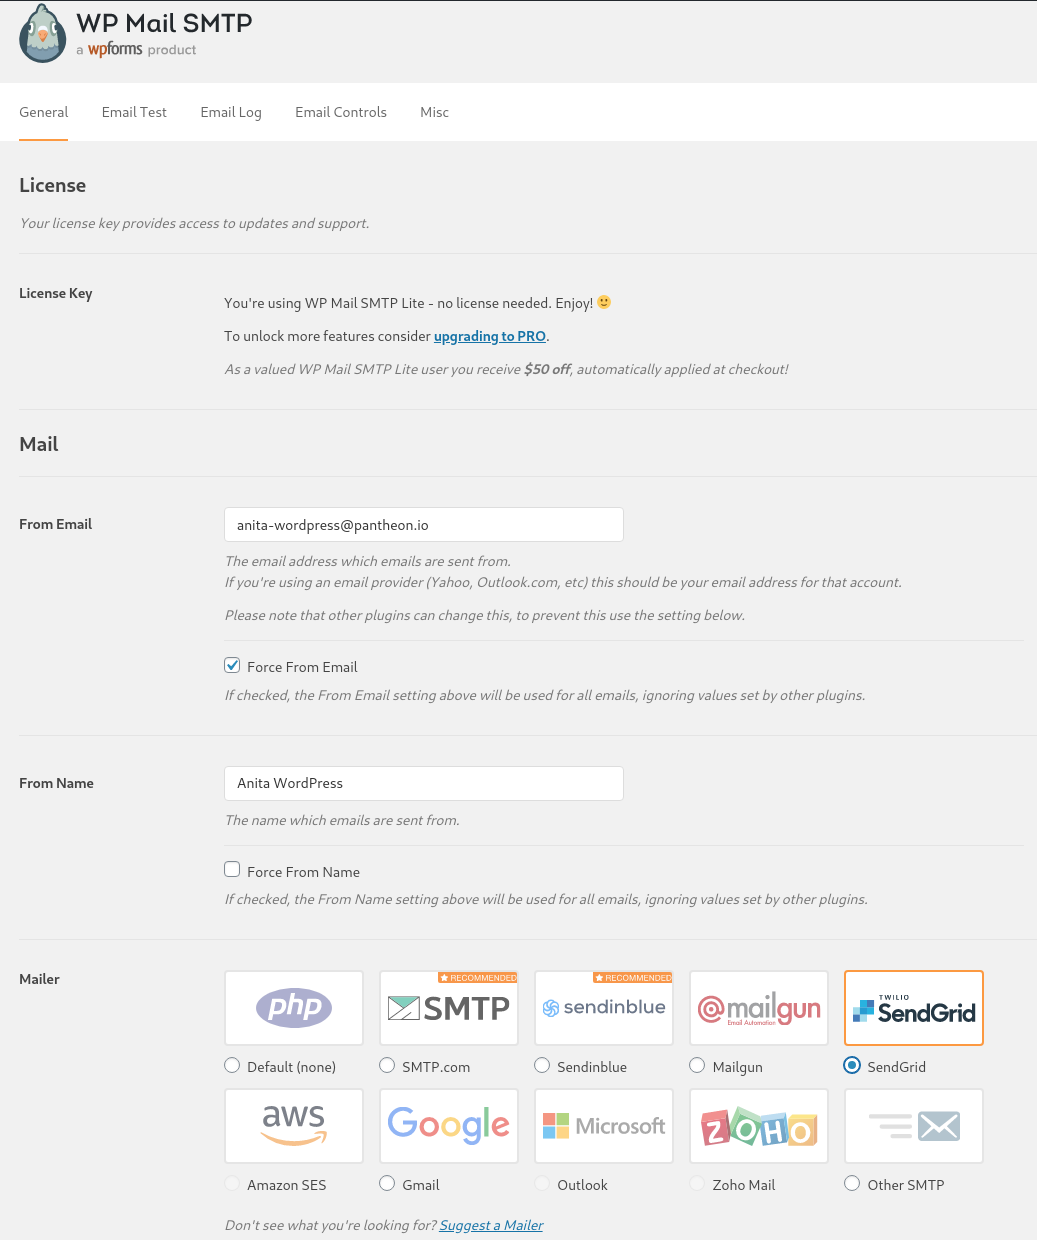 WP Mail SMTP
a wpforms product
General Email Test Email Log Email Controls Misc
License
Your license key provides access to updates and support.
License Key
You're using WP Mail SMTP Lite - no license needed. Enjoy! 🙂
To unlock more features consider upgrading to PRO.
As a valued WP Mail SMTP Lite user you receive $50 off, automatically applied at checkout!
Mail
From Email
anita-wordpress@pantheon.io
The email address which emails are sent from.
If you're using an email provider (Yahoo, Outlook.com, etc) this should be your email address for that account.
Please note that other plugins can change this, to prevent this use the setting below.
Force From Email
If checked, the From Email setting above will be used for all emails, ignoring values set by other plugins.
From Name
Anita WordPress
The name which emails are sent from.
Force From Name
If checked, the From Name setting above will be used for all emails, ignoring values set by other plugins.
Mailer
RECOMMENDED RECOMMENDED
php SMTP sendinblue mailgun Email Automation TWILIO SendGrid
Default (none) SMTP.com Sendinblue Mailgun SendGrid
aws Google Microsoft ZOHO
Amazon SES Gmail Outlook Zoho Mail Other SMTP
Don't see what you're looking for? Suggest a Mailer